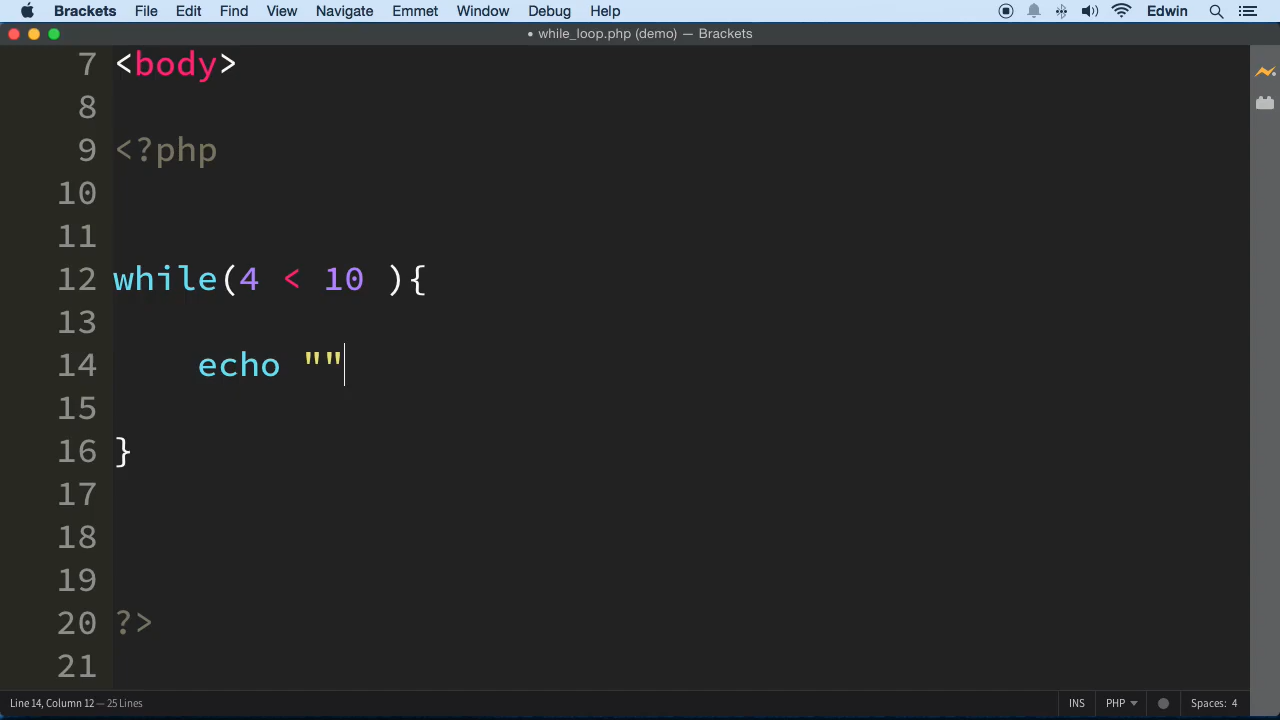 Brackets File Edit Find View Navigate Emmet Window Debug Help Edwin
• while_loop.php (demo) — Brackets
7 <body>
8
9 <?php
10
11
12 while(4 < 10 ){
13
14 echo ""
15
16 }
17
18
19
20 ?>
21
Line 14, Column 12 — 25 Lines INS PHP Spaces: 4